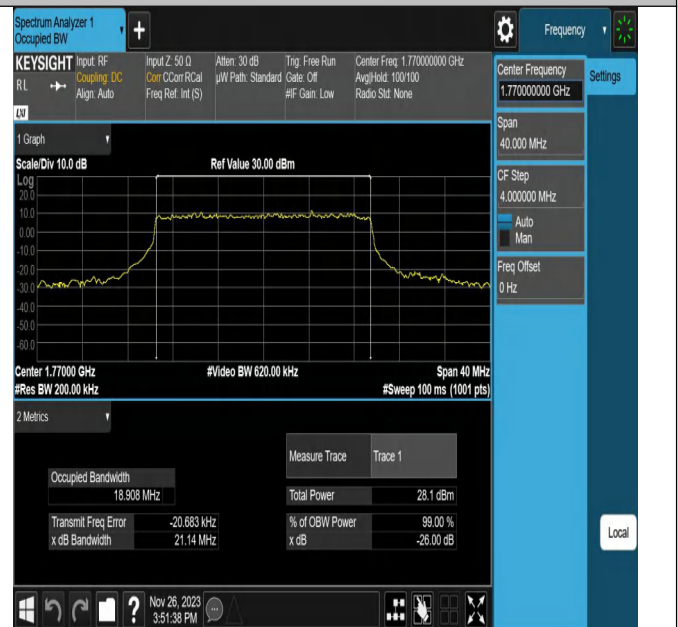 Spectrum Analyzer 1
Occupied BW
+
Frequency
KEYSIGHT
RL
LXI
Input: RF
Coupling: DC
Align: Auto
Input Z: 50 Ω
Corr CCorr RCal
Freq Ref: Int (S)
Atten: 30 dB
µW Path: Standard
Trig: Free Run
Gate: Off
#IF Gain: Low
Center Freq: 1.770000000 GHz
Avg|Hold: 100/100
Radio Std: None
Center Frequency
1.770000000 GHz
Settings
Span
40.000 MHz
CF Step
4.000000 MHz
Auto
Man
Freq Offset
0 Hz
1 Graph
Scale/Div 10.0 dB
Ref Value 30.00 dBm
Log
20.0
10.0
0.00
-10.0
-20.0
-30.0
-40.0
-50.0
-60.0
Center 1.77000 GHz
#Video BW 620.00 kHz
Span 40 MHz
#Res BW 200.00 kHz
#Sweep 100 ms (1001 pts)
2 Metrics
Measure Trace
Trace 1
Occupied Bandwidth
18.908 MHz
Total Power
28.1 dBm
Transmit Freq Error
-20.683 kHz
% of OBW Power
99.00 %
x dB Bandwidth
21.14 MHz
x dB
-26.00 dB
Local
?
Nov 26, 2023
3:51:38 PM